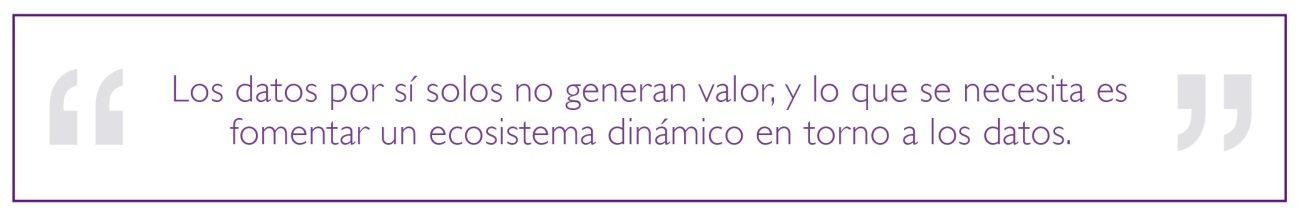 “
Los datos por sí solos no generan valor, y lo que se necesita es
fomentar un ecosistema dinámico en torno a los datos.
”